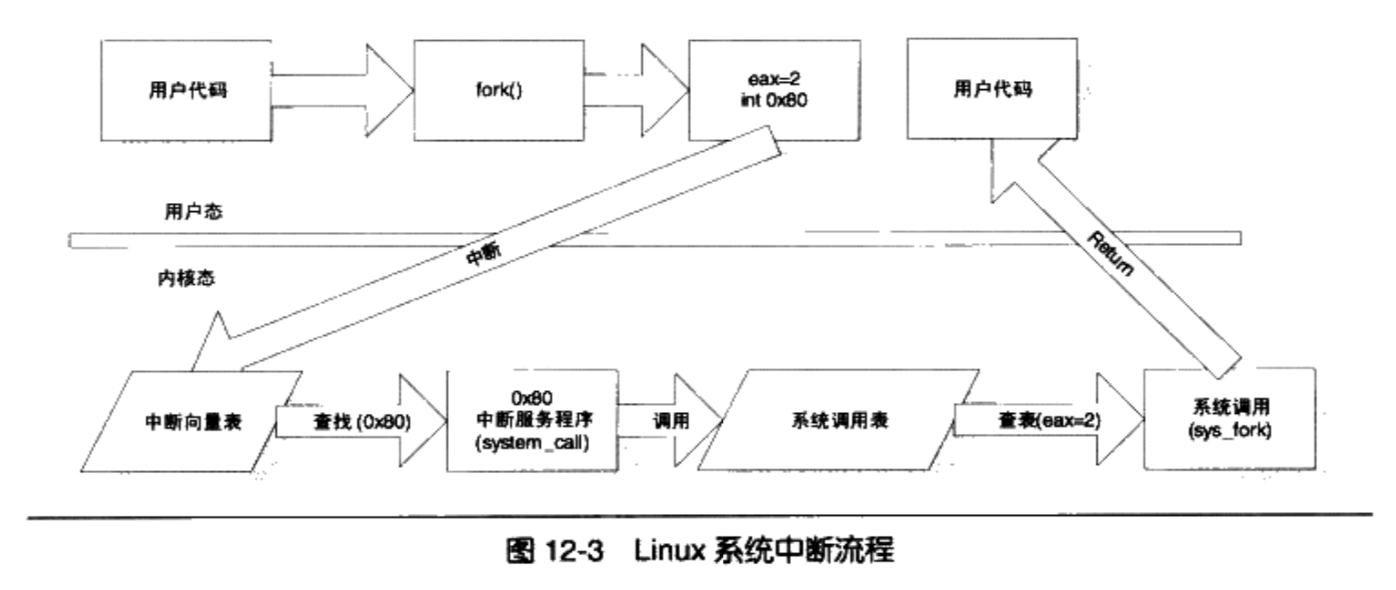 用户代码
fork()
eax=2
int 0x80
用户代码
用户态
中断
Return
内核态
中断向量表
查找 (0x80)
0x80
中断服务程序
(system_call)
调用
系统调用表
查表(eax=2)
系统调用
(sys_fork)
图 12-3 Linux 系统中断流程